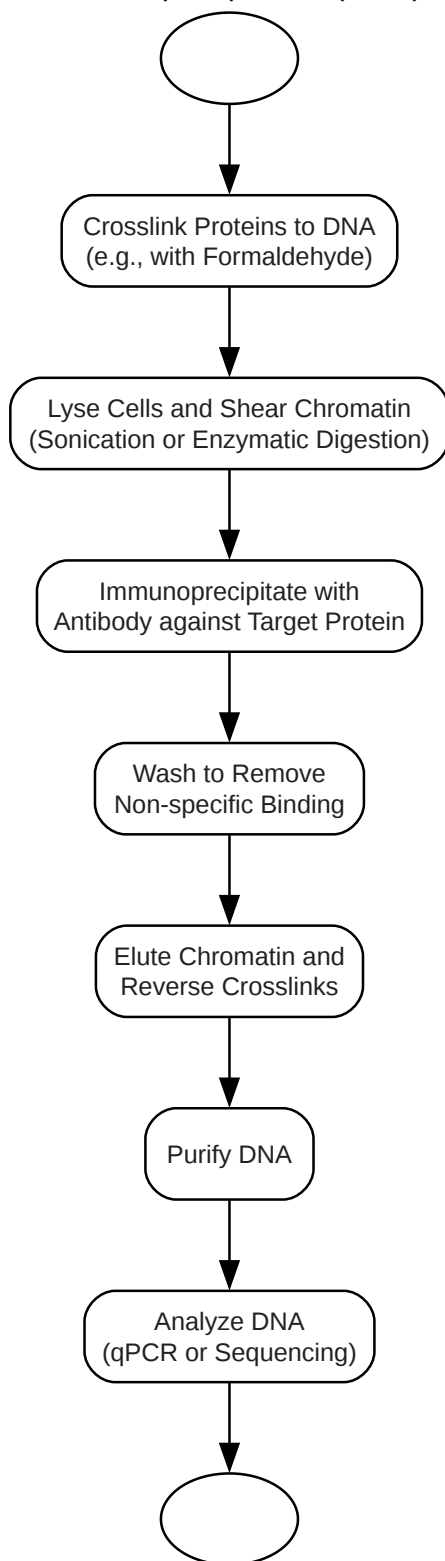 Crosslink Proteins to DNA
(e.g., with Formaldehyde)
Lyse Cells and Shear Chromatin
(Sonication or Enzymatic Digestion)
Immunoprecipitate with
Antibody against Target Protein
Wash to Remove
Non-specific Binding
Elute Chromatin and
Reverse Crosslinks
Purify DNA
Analyze DNA
(qPCR or Sequencing)